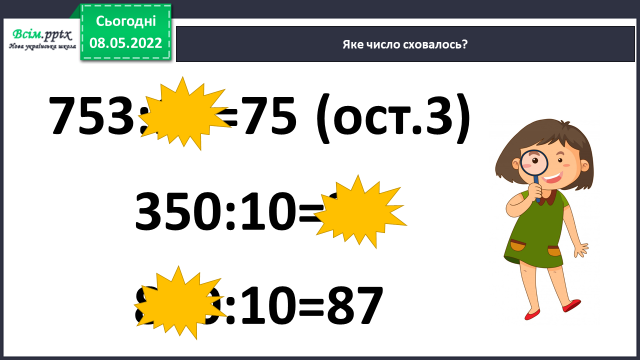 Всім.pptx
Нова українська школа
Сьогодні
08.05.2022
Яке число сховалось?
753: =75 (ост.3)
350:10=
:10=87